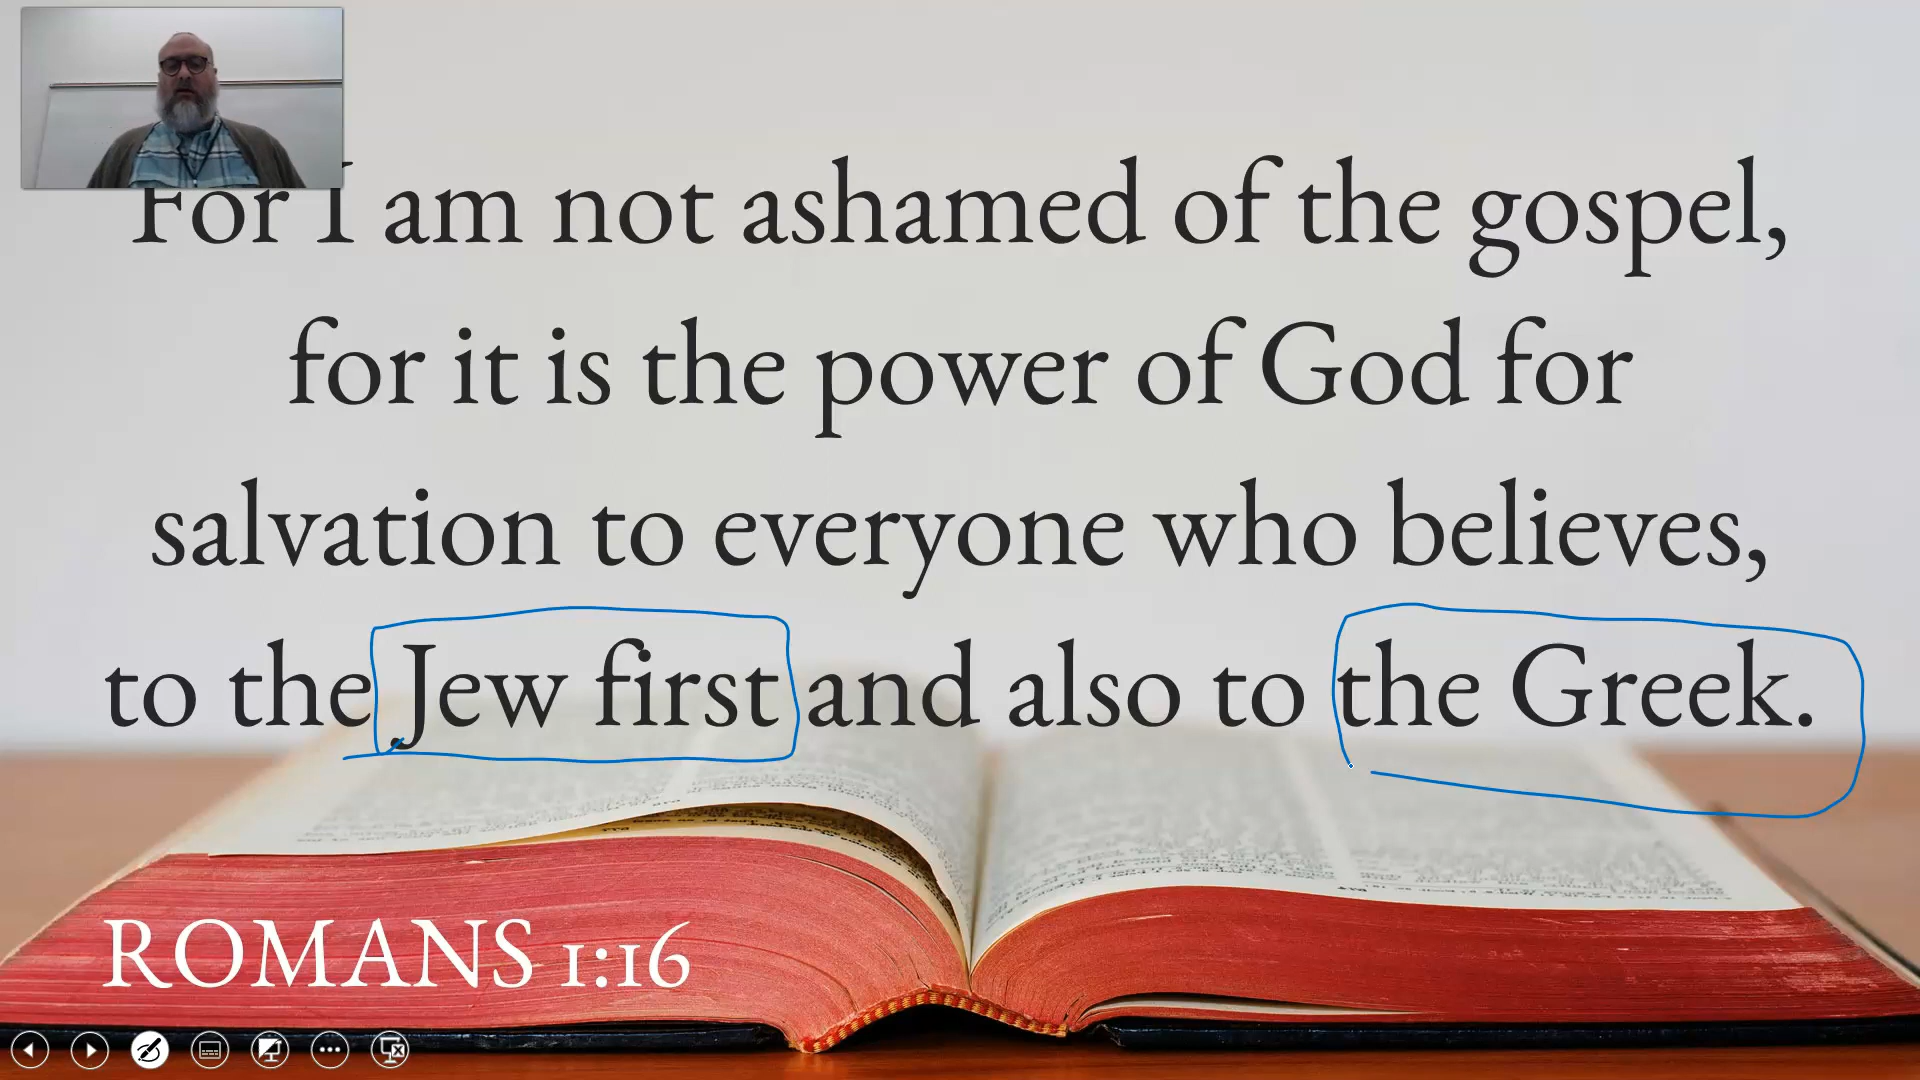 For I am not ashamed of the gospel,
for it is the power of God for
salvation to everyone who believes,
to the Jew first and also to the Greek.
ROMANS 1:16